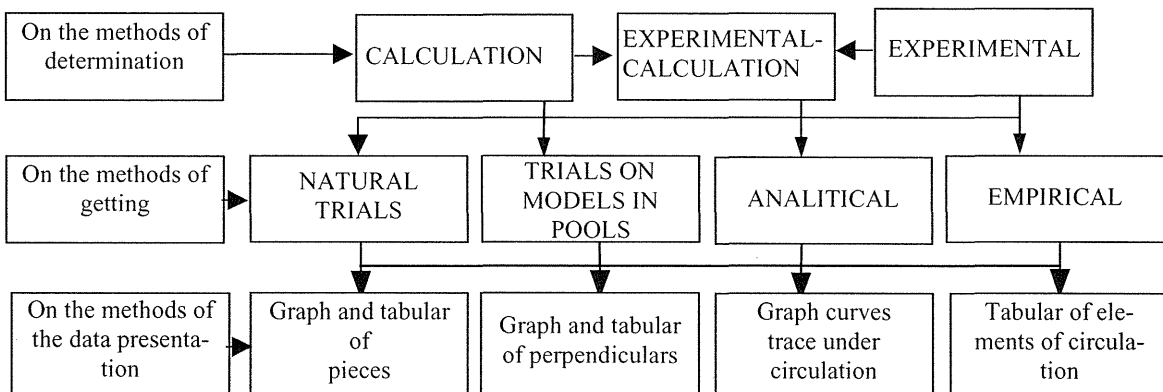 On the methods of
determination
CALCULATION
EXPERIMENTAL-
CALCULATION
EXPERIMENTAL
On the methods of
getting
NATURAL
TRIALS
TRIALS ON
MODELS IN
POOLS
ANALITICAL
EMPIRICAL
On the methods of
the data presenta-
tion
Graph and tabular
of
pieces
Graph and tabular
of perpendiculars
Graph curves
trace under
circulation
Tabular of ele-
ments of circula-
tion